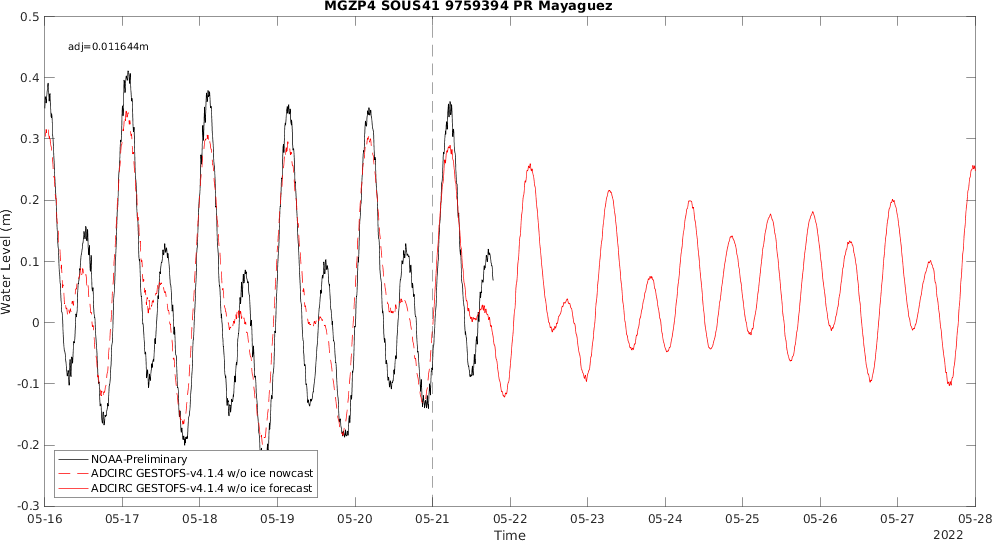 MGZP4 SOUS41 9759394 PR Mayaguez
adj=0.011644m
0.5
0.4
0.3
0.2
0.1
0
-0.1
-0.2
-0.3
Water Level (m)
NOAA-Preliminary
ADCIRC GESTOFS-v4.1.4 w/o ice nowcast
ADCIRC GESTOFS-v4.1.4 w/o ice forecast
05-16 05-17 05-18 05-19 05-20 05-21 05-22 05-23 05-24 05-25 05-26 05-27 05-28
Time
2022